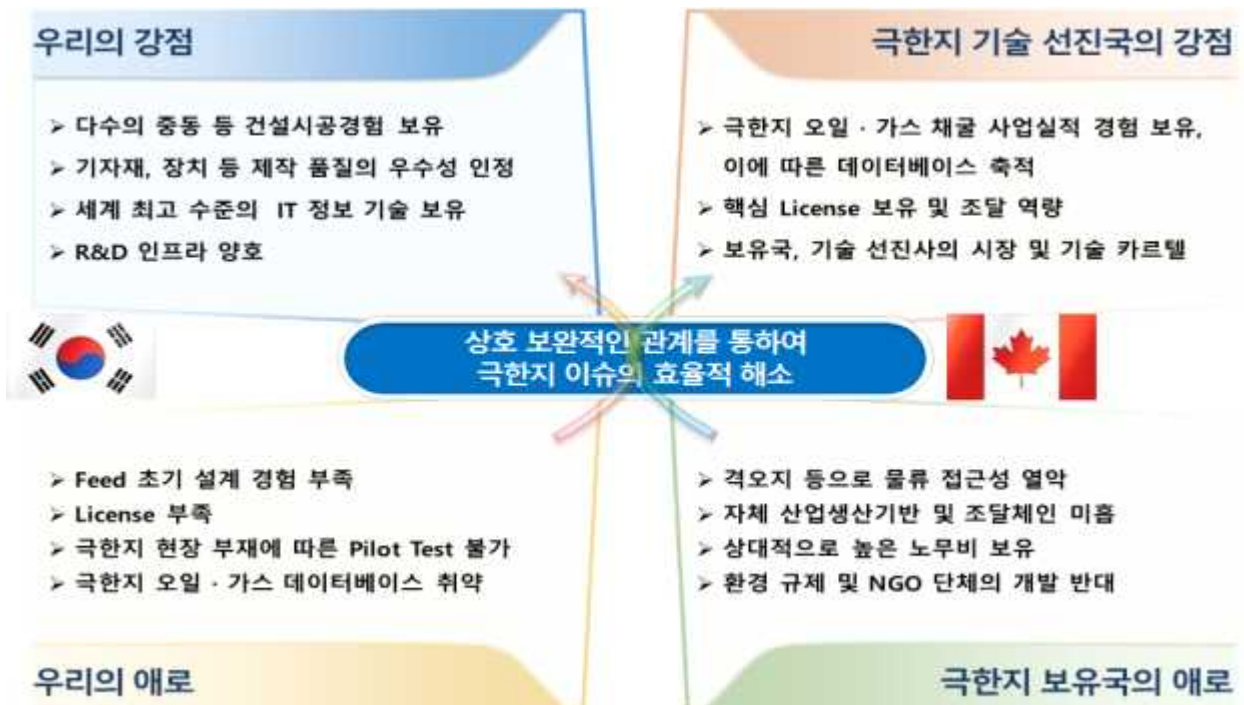 우리의 강점
➢ 다수의 중동 등 건설시공경험 보유
➢ 기자재, 장치 등 제작 품질의 우수성 인정
➢ 세계 최고 수준의 IT 정보 기술 보유
➢ R&D 인프라 양호
극한지 기술 선진국의 강점
➢ 극한지 오일 · 가스 채굴 사업실적 경험 보유,
이에 따른 데이터베이스 축적
➢ 핵심 License 보유 및 조달 역량
➢ 보유국, 기술 선진사의 시장 및 기술 카르텔
상호 보완적인 관계를 통하여
극한지 이슈의 효율적 해소
➢ Feed 초기 설계 경험 부족
➢ License 부족
➢ 극한지 현장 부재에 따른 Pilot Test 불가
➢ 극한지 오일 · 가스 데이터베이스 취약
우리의 애로
➢ 격오지 등으로 물류 접근성 열악
➢ 자체 산업생산기반 및 조달체인 미흡
➢ 상대적으로 높은 노무비 보유
➢ 환경 규제 및 NGO 단체의 개발 반대
극한지 보유국의 애로